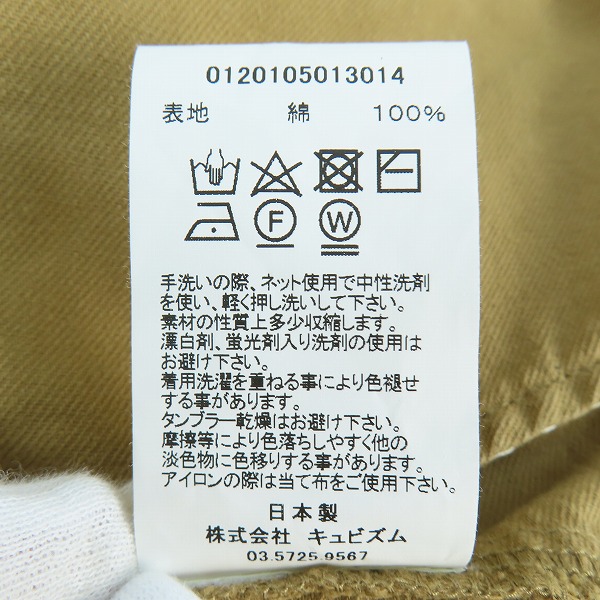 0120105013014
表地 綿 100%
F W
手洗いの際、ネット使用で中性洗剤
を使い、軽く押し洗いして下さい。
素材の性質上多少収縮します。
漂白剤、蛍光剤入り洗剤の使用は
お避け下さい。
着用洗濯を重ねる事により色褪せ
する事があります。
タンブラー乾燥はお避け下さい。
摩擦等により色落ちしやすく他の
淡色物に色移りする事があります。
アイロンの際は当て布をご使用下さい。
日本製
株式会社 キュビズム
03.5725.9567